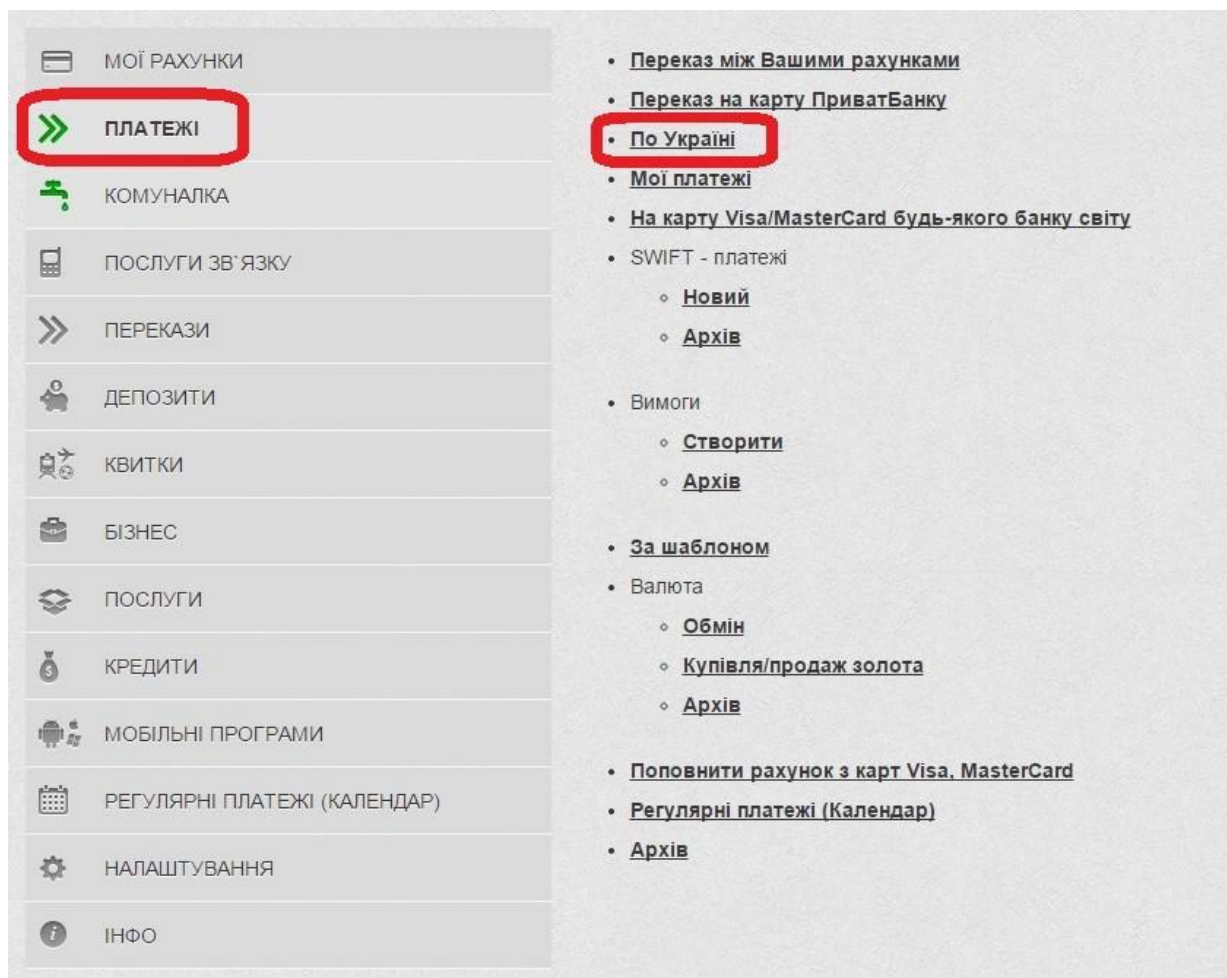 МОЇ РАХУНКИ
ПЛАТЕЖІ
КОМУНАЛКА
ПОСЛУГИ ЗВ`ЯЗКУ
ПЕРЕКАЗИ
ДЕПОЗИТИ
КВИТКИ
БІЗНЕС
ПОСЛУГИ
КРЕДИТИ
МОБІЛЬНІ ПРОГРАМИ
РЕГУЛЯРНІ ПЛАТЕЖІ (КАЛЕНДАР)
НАЛАШТУВАННЯ
ІНФО
Переказ між Вашими рахунками
Переказ на карту ПриватБанку
По Україні
Мої платежі
На карту Visa/MasterCard будь-якого банку світу
SWIFT - платежі
Новий
Архів
Вимоги
Створити
Архів
За шаблоном
Валюта
Обмін
Купівля/продаж золота
Архів
Поповнити рахунок з карт Visa, MasterCard
Регулярні платежі (Календар)
Архів